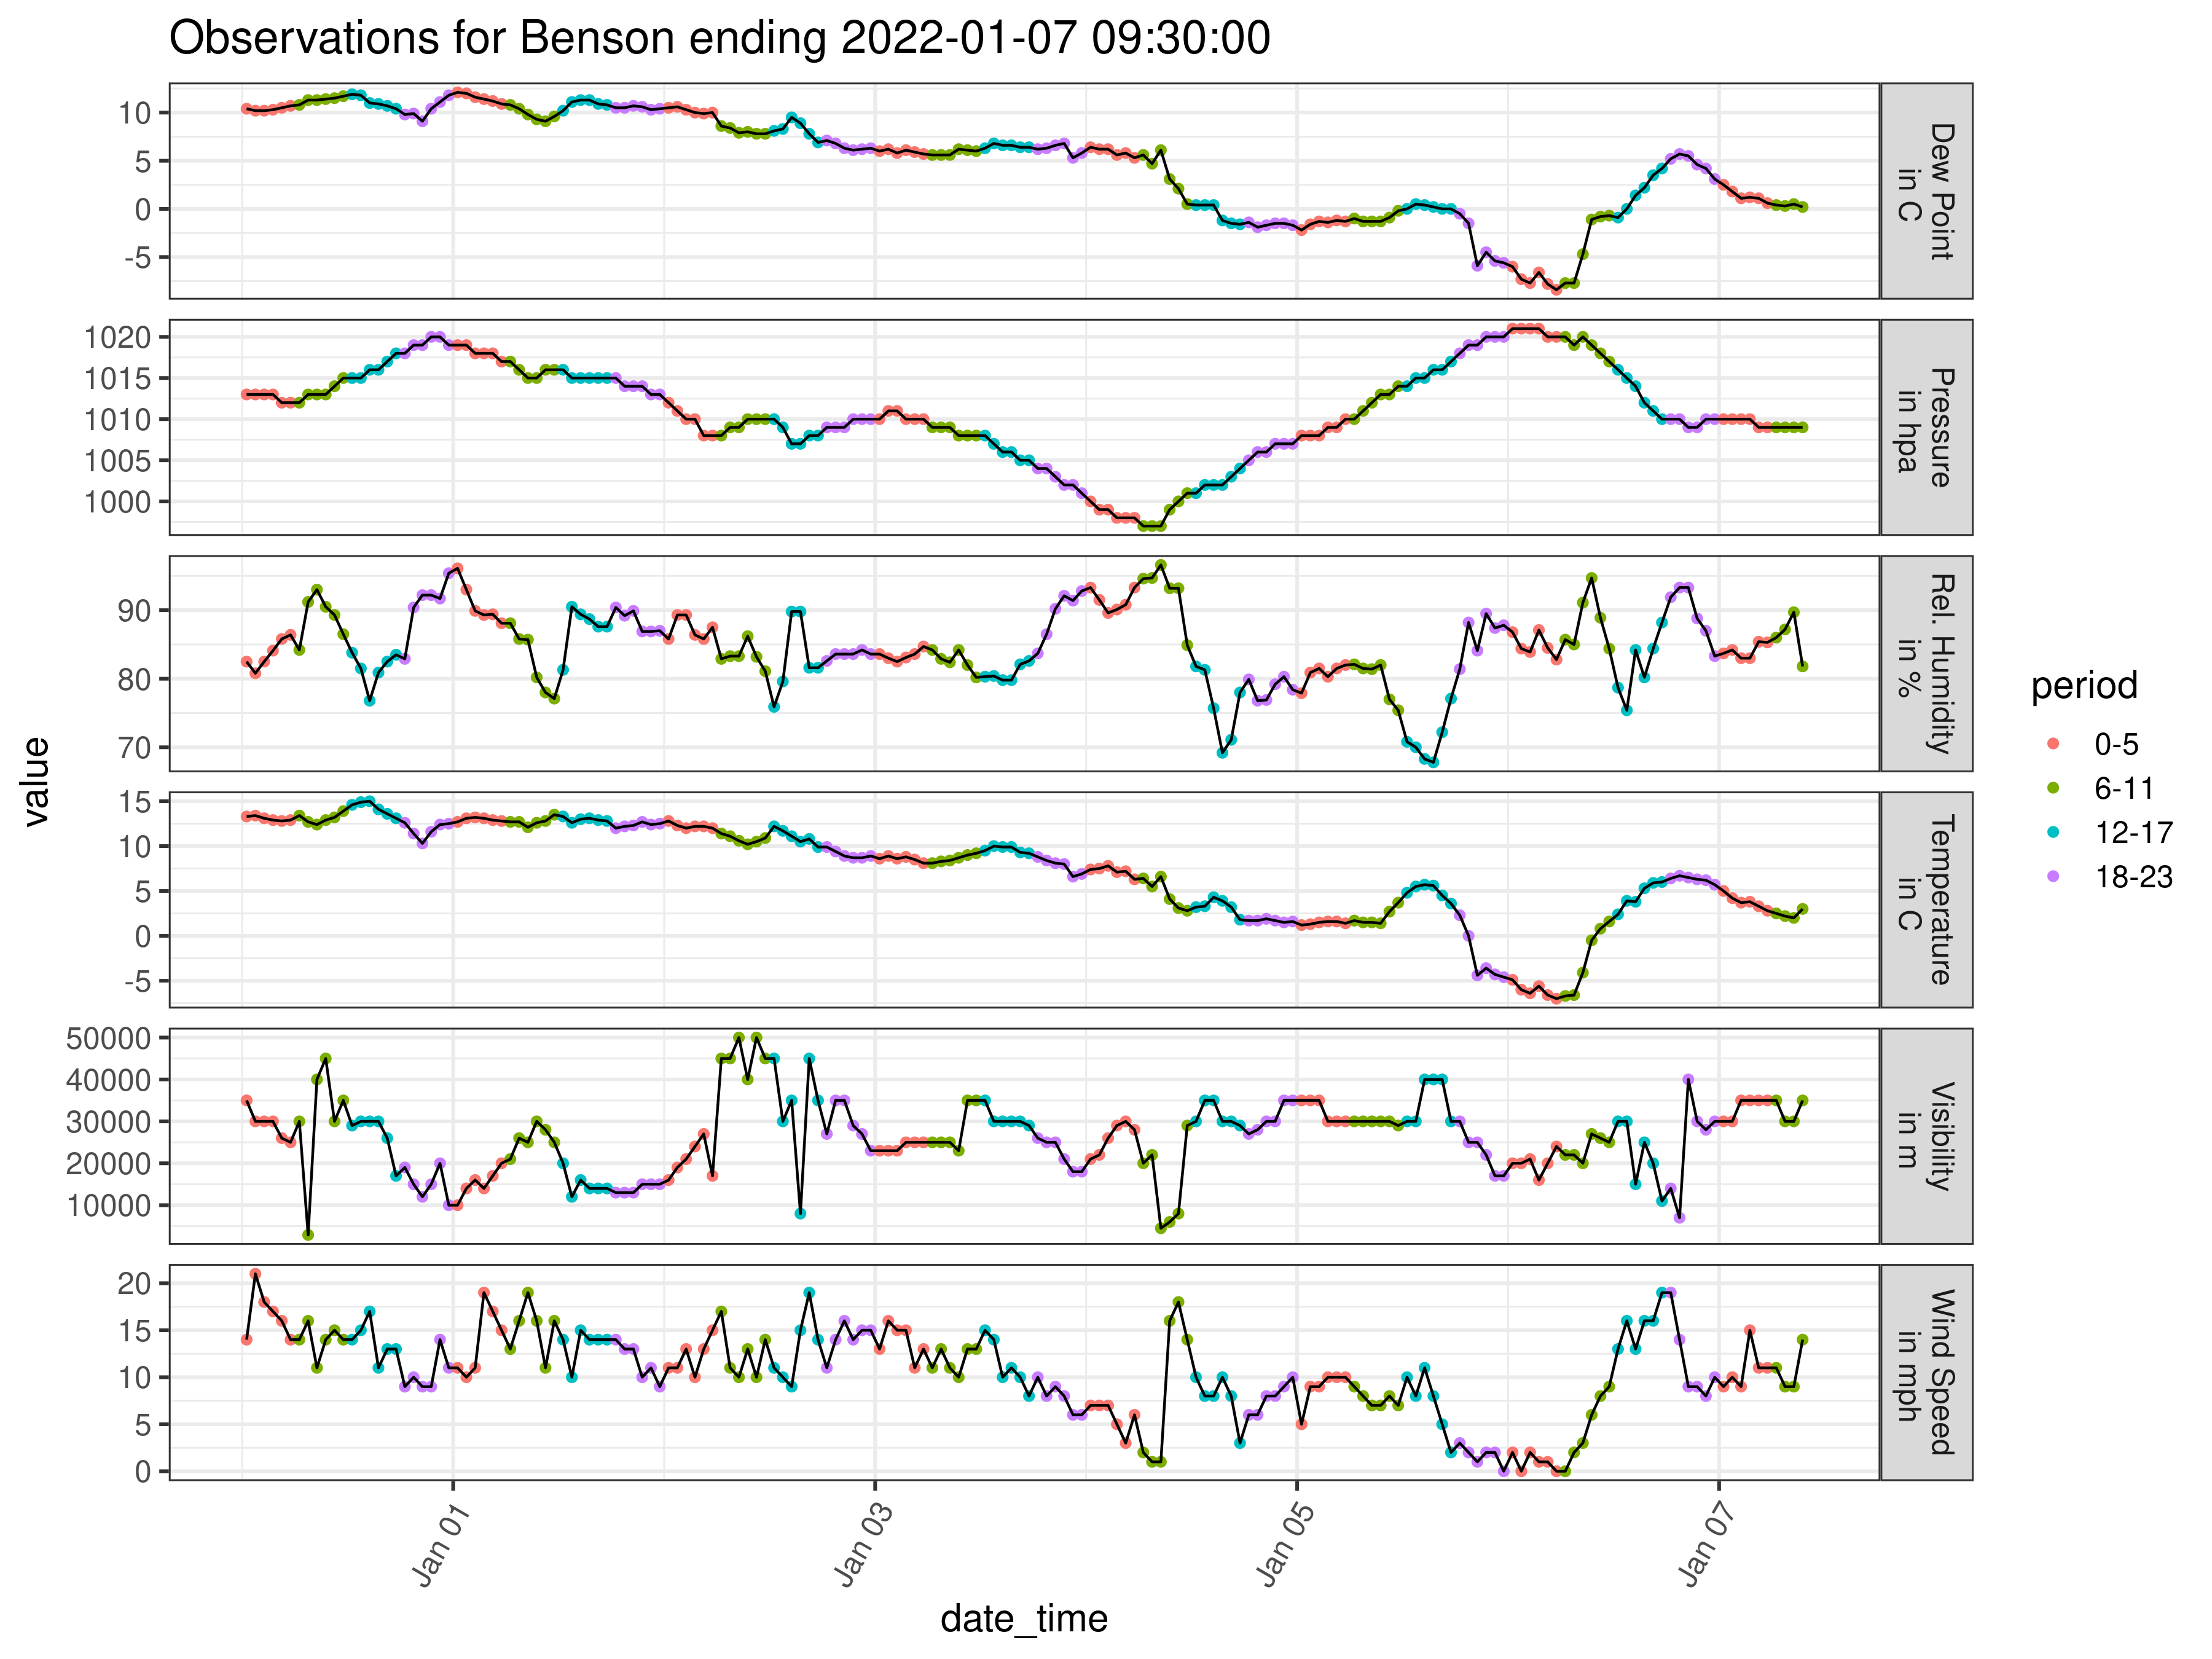 Observations for Benson ending 2022-01-07 09:30:00
10
5
0
-5
Dew Point
in C
1020
1015
1010
1005
1000
Pressure
in hpa
90
80
70
Rel. Humidity
in %
15
10
5
0
-5
Temperature
in C
50000
40000
30000
20000
10000
Visibility
in m
20
15
10
5
0
Wind Speed
in mph
value
Jan 01
Jan 03
Jan 05
Jan 07
date_time
period
0-5
6-11
12-17
18-23